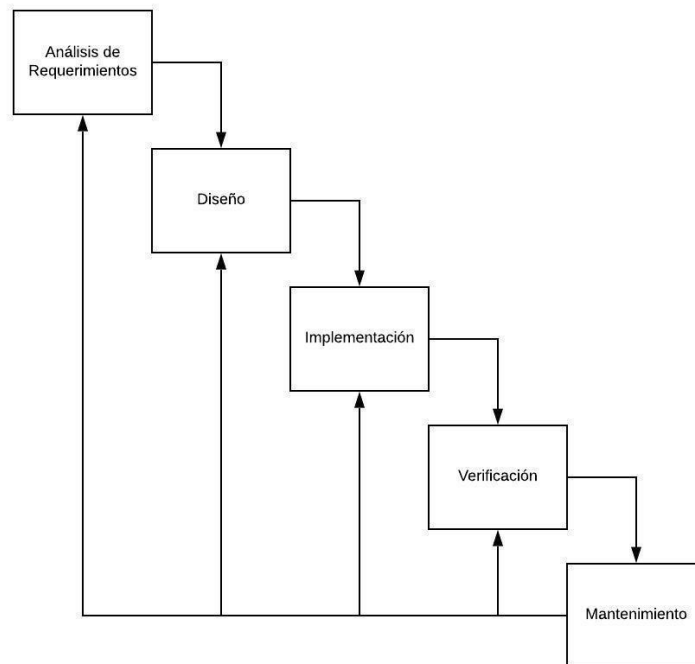 Análisis de
Requerimientos
Diseño
Implementación
Verificación
Mantenimiento